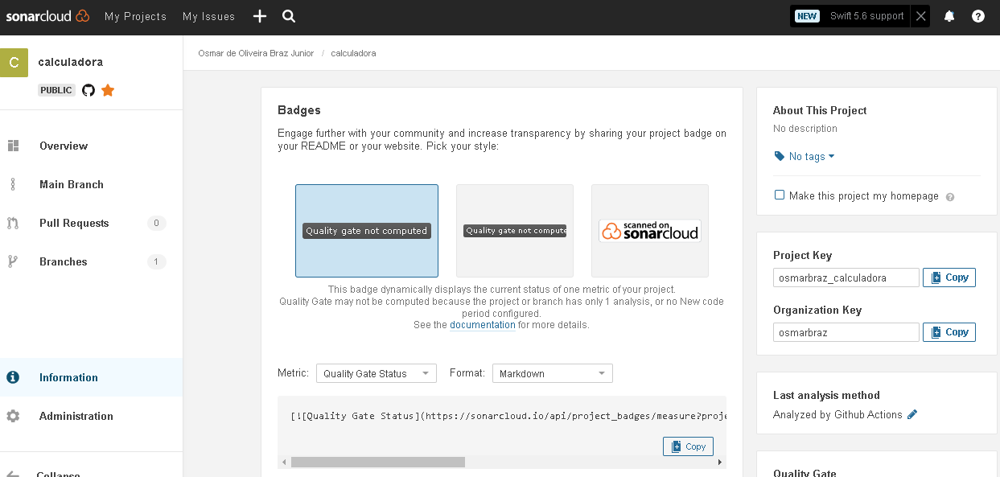 sonarcloud My Projects My Issues NEW Swift 5.6 support
C calculadora
PUBLIC
Overview
Main Branch
Pull Requests 0
Branches 1
Information
Administration
Collapse
Osmar de Oliveira Braz Junior / calculadora
Badges
Engage further with your community and increase transparency by sharing your project badge on
your README or your website. Pick your style:
Quality gate not computed
Quality gate not compute
scanned on
sonarcloud
This badge dynamically displays the current status of one metric of your project.
Quality Gate may not be computed because the project or branch has only 1 analysis, or no New code
period configured.
See the documentation for more details.
Metric: Quality Gate Status Format: Markdown
[![Quality Gate Status](https://sonarcloud.io/api/project_badges/measure?proje
Copy
About This Project
No description
No tags
Make this project my homepage
Project Key
osmarbraz_calculadora Copy
Organization Key
osmarbraz Copy
Last analysis method
Analyzed by Github Actions
Quality Gate